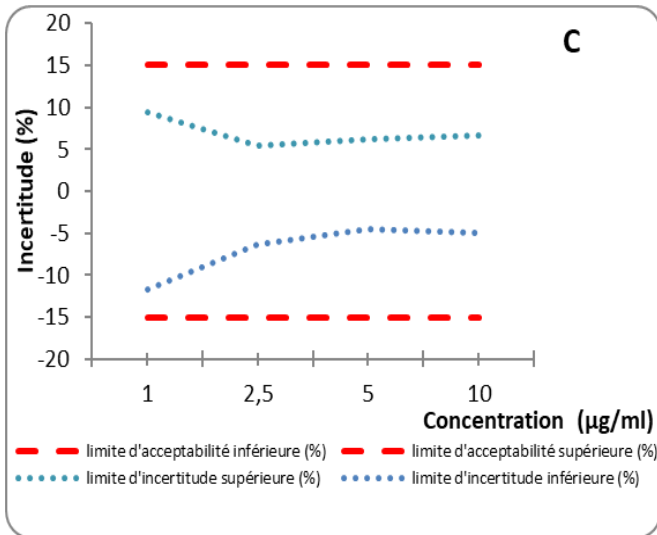 C
Incertitude (%)
20
15
10
5
0
-5
-10
-15
-20
1 2,5 5 10
Concentration (µg/ml)
limite d'acceptabilité inférieure (%) limite d'acceptabilité supérieure (%)
limite d'incertitude supérieure (%) limite d'incertitude inférieure (%)